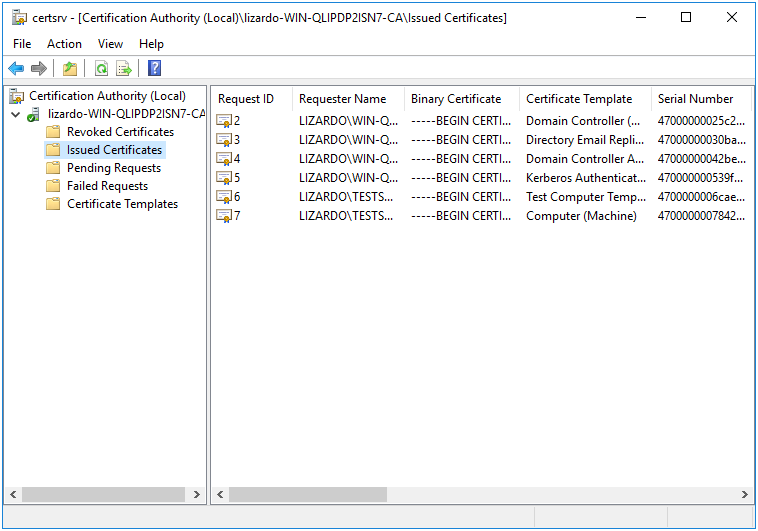 certsrv - [Certification Authority (Local)\lizardo-WIN-QLIPDP2ISN7-CA\Issued Certificates]
File Action View Help
Certification Authority (Local)
lizardo-WIN-QLIPDP2ISN7-CA
Revoked Certificates
Issued Certificates
Pending Requests
Failed Requests
Certificate Templates
Request ID Requester Name Binary Certificate Certificate Template Serial Number
2 LIZARDO\WIN-Q... -----BEGIN CERTI... Domain Controller (... 47000000025c2...
3 LIZARDO\WIN-Q... -----BEGIN CERTI... Directory Email Repli... 47000000030ba...
4 LIZARDO\WIN-Q... -----BEGIN CERTI... Domain Controller A... 47000000042be...
5 LIZARDO\WIN-Q... -----BEGIN CERTI... Kerberos Authenticat... 4700000000539f...
6 LIZARDO\TESTS... -----BEGIN CERTI... Test Computer Temp... 4700000006cae...
7 LIZARDO\TESTS... -----BEGIN CERTI... Computer (Machine) 4700000007842...